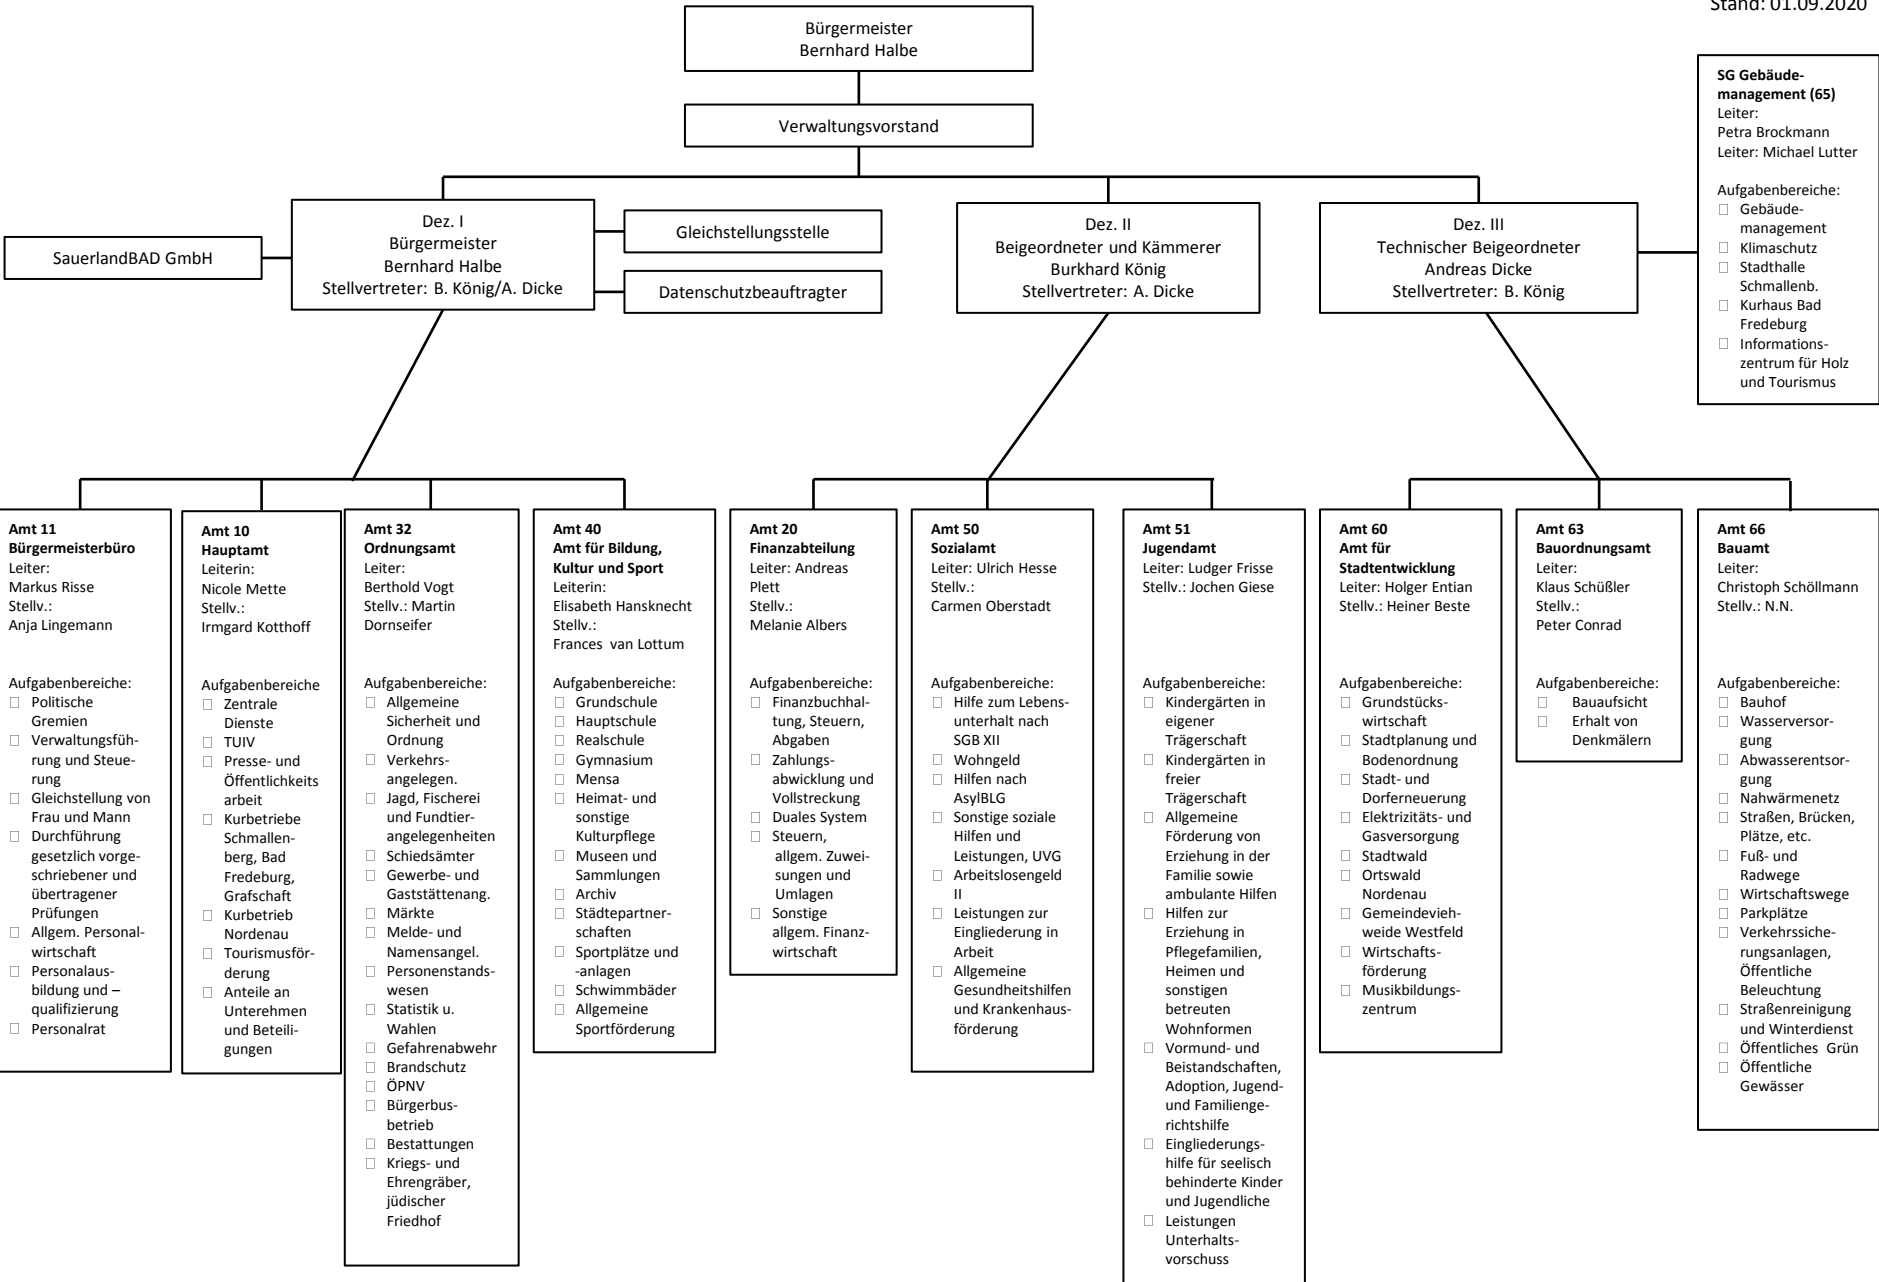 Stand: 01.09.2020
Bürgermeister
Bernhard Halbe
Verwaltungsvorstand
SG Gebäude-
management (65)
Leiter:
Petra Brockmann
Leiter: Michael Lutter
Aufgabenbereiche:
Gebäude-
management
Klimaschutz
Stadthalle
Schmallenb.
Kurhaus Bad
Fredeburg
Informations-
zentrum für Holz
und Tourismus
SauerlandBAD GmbH
Dez. I
Bürgermeister
Bernhard Halbe
Stellvertreter: B. König/A. Dicke
Gleichstellungsstelle
Datenschutzbeauftragter
Dez. II
Beigeordneter und Kämmerer
Burkhard König
Stellvertreter: A. Dicke
Dez. III
Technischer Beigeordneter
Andreas Dicke
Stellvertreter: B. König
Amt 11
Bürgermeisterbüro
Leiter:
Markus Risse
Stellv.:
Anja Lingemann
Aufgabenbereiche:
Politische
Gremien
Verwaltungsfüh-
rung und Steue-
rung
Gleichstellung von
Frau und Mann
Durchführung
gesetzlich vorge-
schriebener und
übertragener
Prüfungen
Allgem. Personal-
wirtschaft
Personalaus-
bildung und –
qualifizierung
Personalrat
Amt 10
Hauptamt
Leiterin:
Nicole Mette
Stellv.:
Irmgard Kotthoff
Aufgabenbereiche
Zentrale
Dienste
TUIV
Presse- und
Öffentlichkeits
arbeit
Kurbetriebe
Schmallen-
berg, Bad
Fredeburg,
Grafschaft
Kurbetrieb
Nordenau
Tourismusför-
derung
Anteile an
Unterehmen
und Beteili-
gungen
Amt 32
Ordnungsamt
Leiter:
Berthold Vogt
Stellv.: Martin
Dornseifer
Aufgabenbereiche:
Allgemeine
Sicherheit und
Ordnung
Verkehrs-
angelegen.
Jagd, Fischerei
und Fundtier-
angelegenheiten
Schiedsämter
Gewerbe- und
Gaststättenang.
Märkte
Melde- und
Namensangel.
Personenstands-
wesen
Statistik u.
Wahlen
Gefahrenabwehr
Brandschutz
ÖPNV
Bürgerbus-
betrieb
Bestattungen
Kriegs- und
Ehrengräber,
jüdischer
Friedhof
Amt 40
Amt für Bildung,
Kultur und Sport
Leiterin:
Elisabeth Hansknecht
Stellv.:
Frances van Lottum
Aufgabenbereiche:
Grundschule
Hauptschule
Realschule
Gymnasium
Mensa
Heimat- und
sonstige
Kulturpflege
Museen und
Sammlungen
Archiv
Städtepartner-
schaften
Sportplätze und
-anlagen
Schwimmbäder
Allgemeine
Sportförderung
Amt 20
Finanzabteilung
Leiter: Andreas
Plett
Stellv.:
Melanie Albers
Aufgabenbereiche:
Finanzbuchhal-
tung, Steuern,
Abgaben
Zahlungs-
abwicklung und
Vollstreckung
Duales System
Steuern,
allgem. Zuwei-
sungen und
Umlagen
Sonstige
allgem. Finanz-
wirtschaft
Amt 50
Sozialamt
Leiter: Ulrich Hesse
Stellv.:
Carmen Oberstadt
Aufgabenbereiche:
Hilfe zum Lebens-
unterhalt nach
SGB XII
Wohngeld
Hilfen nach
AsylBLG
Sonstige soziale
Hilfen und
Leistungen, UVG
Arbeitslosengeld
II
Leistungen zur
Eingliederung in
Arbeit
Allgemeine
Gesundheitshilfen
und Krankenhaus-
förderung
Amt 51
Jugendamt
Leiter: Ludger Frisse
Stellv.: Jochen Giese
Aufgabenbereiche:
Kindergärten in
eigener
Trägerschaft
Kindergärten in
freier
Trägerschaft
Allgemeine
Förderung von
Erziehung in der
Familie sowie
ambulante Hilfen
Hilfen zur
Erziehung in
Pflegefamilien,
Heimen und
sonstigen
betreuten
Wohnformen
Vormund- und
Beistandschaften,
Adoption, Jugend-
und Familienge-
richtshilfe
Eingliederungs-
hilfe für seelisch
behinderte Kinder
und Jugendliche
Leistungen
Unterhalts-
vorschuss
Amt 60
Amt für
Stadtentwicklung
Leiter: Holger Entian
Stellv.: Heiner Beste
Aufgabenbereiche:
Grundstücks-
wirtschaft
Stadtplanung und
Bodenordnung
Stadt- und
Dorferneuerung
Elektrizitäts- und
Gasversorgung
Stadtwald
Ortswald
Nordenau
Gemeindevieh-
weide Westfeld
Wirtschafts-
förderung
Musikbildungs-
zentrum
Amt 63
Bauordnungsamt
Leiter:
Klaus Schüßler
Stellv.:
Peter Conrad
Aufgabenbereiche:
Bauaufsicht
Erhalt von
Denkmälern
Amt 66
Bauamt
Leiter:
Christoph Schöllmann
Stellv.: N.N.
Aufgabenbereiche:
Bauhof
Wasserversor-
gung
Abwasserentsor-
gung
Nahwärmenetz
Straßen, Brücken,
Plätze, etc.
Fuß- und
Radwege
Wirtschaftswege
Parkplätze
Verkehrssiche-
rungsanlagen,
Öffentliche
Beleuchtung
Straßenreinigung
und Winterdienst
Öffentliches Grün
Öffentliche
Gewässer